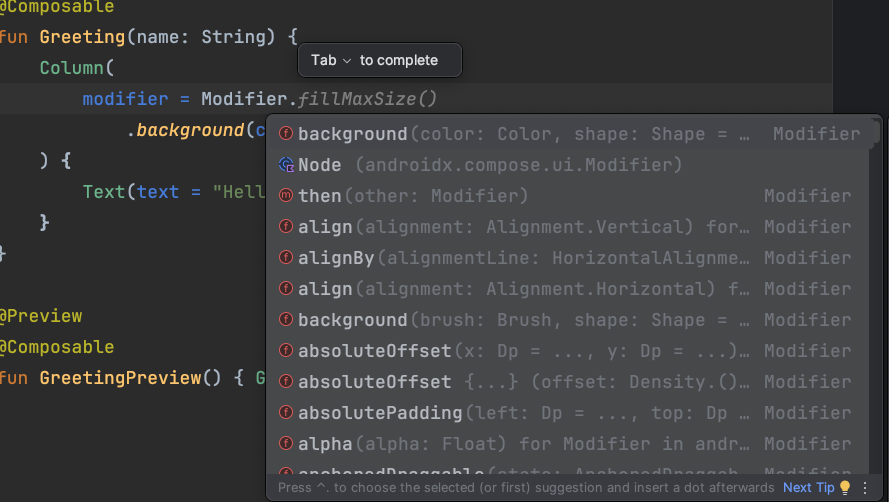 @Composable
fun Greeting(name: String) {
Tab to complete
Column(
modifier = Modifier.fillMaxSize()
.background(c
) {
Text(text = "Hell
}
}
@Preview
@Composable
fun GreetingPreview() { G
background(color: Color, shape: Shape = … Modifier
Node (androidx.compose.ui.Modifier)
then(other: Modifier) Modifier
align(alignment: Alignment.Vertical) for… Modifier
alignBy(alignmentLine: HorizontalAlignme… Modifier
align(alignment: Alignment.Horizontal) f… Modifier
background(brush: Brush, shape: Shape = … Modifier
absoluteOffset(x: Dp = ..., y: Dp = ...)… Modifier
absoluteOffset {...} (offset: Density.()… Modifier
absolutePadding(left: Dp = ..., top: Dp … Modifier
alpha(alpha: Float) for Modifier in andr… Modifier
anchoredDraggable(state: AnchoredDraggab… Modifier
Press ^. to choose the selected (or first) suggestion and insert a dot afterwards Next Tip